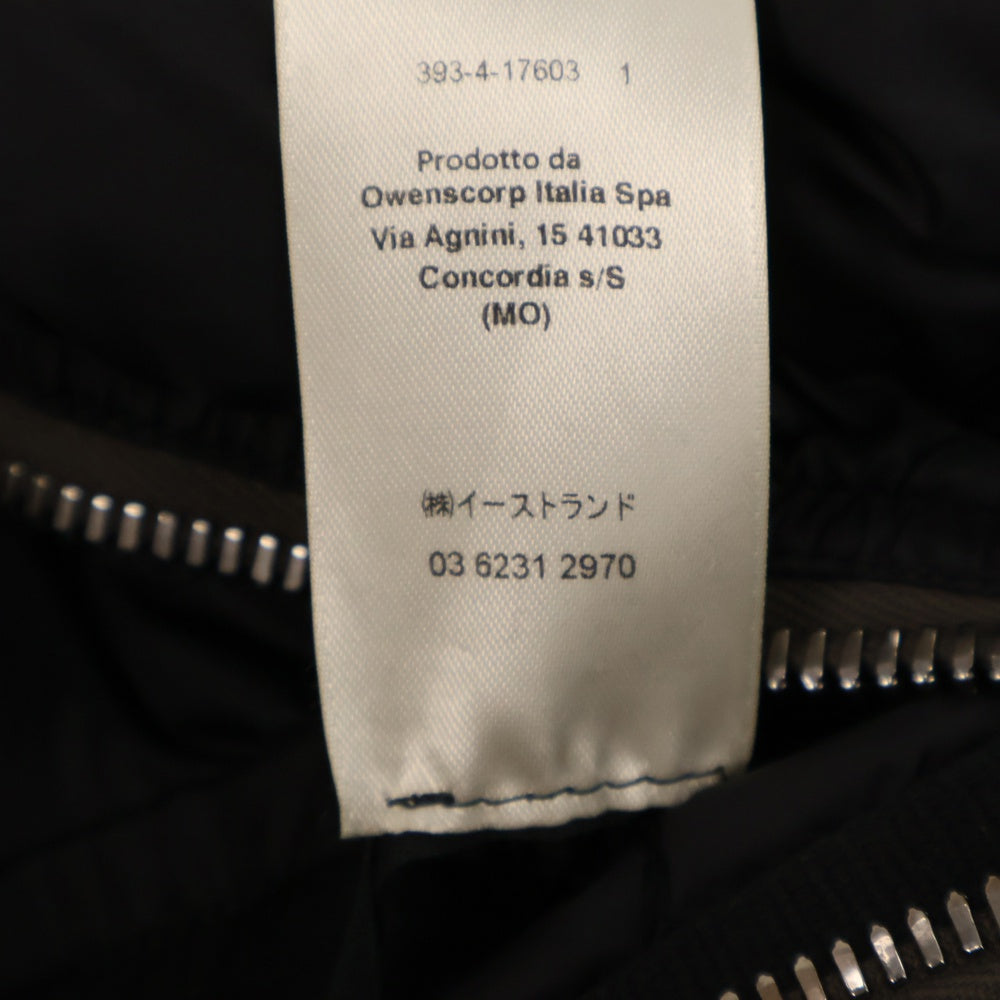 393-4-17603 1
Prodotto da
Owenscorp Italia Spa
Via Agnini, 15 41033
Concordia s/S
(MO)
㈱イーストランド
03 6231 2970